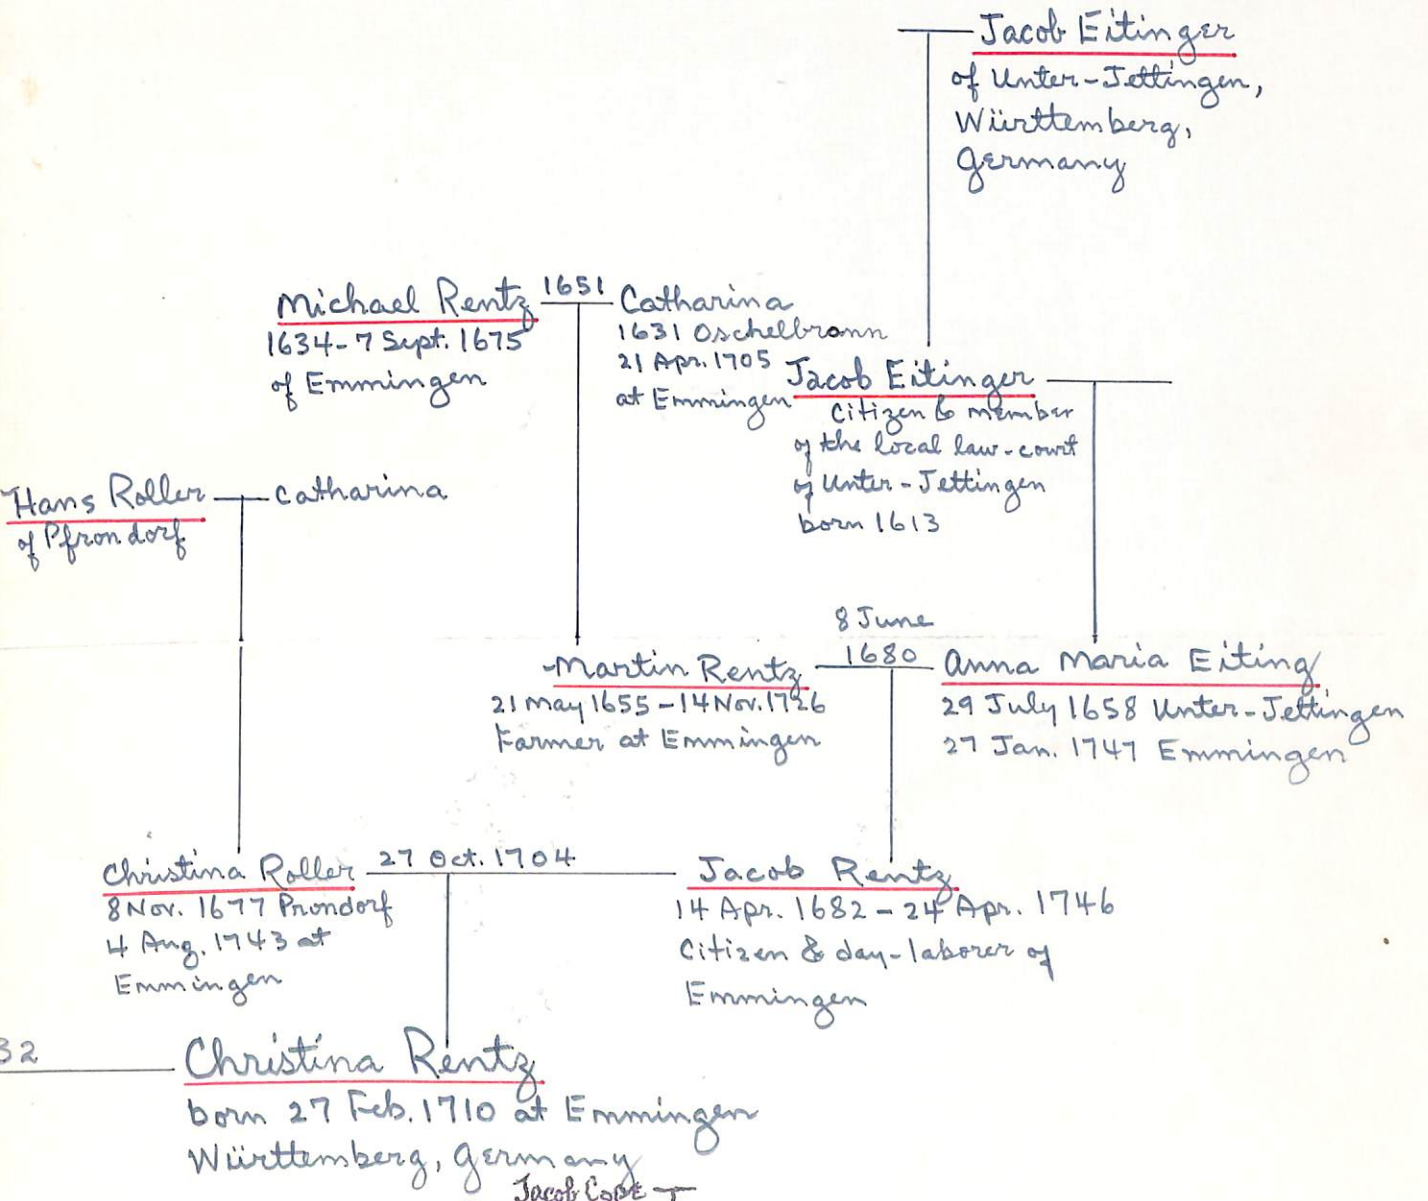 Jacob Eitinger
of Unter-Jettingen,
Württemberg,
Germany
Michael Rentz
1634-7 Sept. 1675
of Emmingen
1651
Catharina
1631 Oschelbronn
21 Apr. 1705
at Emmingen
Jacob Eitinger
Citizen & member
of the local law-court
of Unter-Jettingen
born 1613
Hans Roller
of Pfrondorf
Catharina
Martin Rentz
21 May 1655-14 Nov. 1726
Farmer at Emmingen
8 June
1680
Anna Maria Eiting
29 July 1658 Unter-Jettingen
27 Jan. 1747 Emmingen
Christina Roller
8 Nov. 1677 Prondorf
4 Aug. 1743 at
Emmingen
27 Oct. 1704
Jacob Rentz
14 Apr. 1682-24 Apr. 1746
Citizen & day-laborer of
Emmingen
32
Christina Rentz
born 27 Feb. 1710 at Emmingen
Württemberg, Germany
Jacob